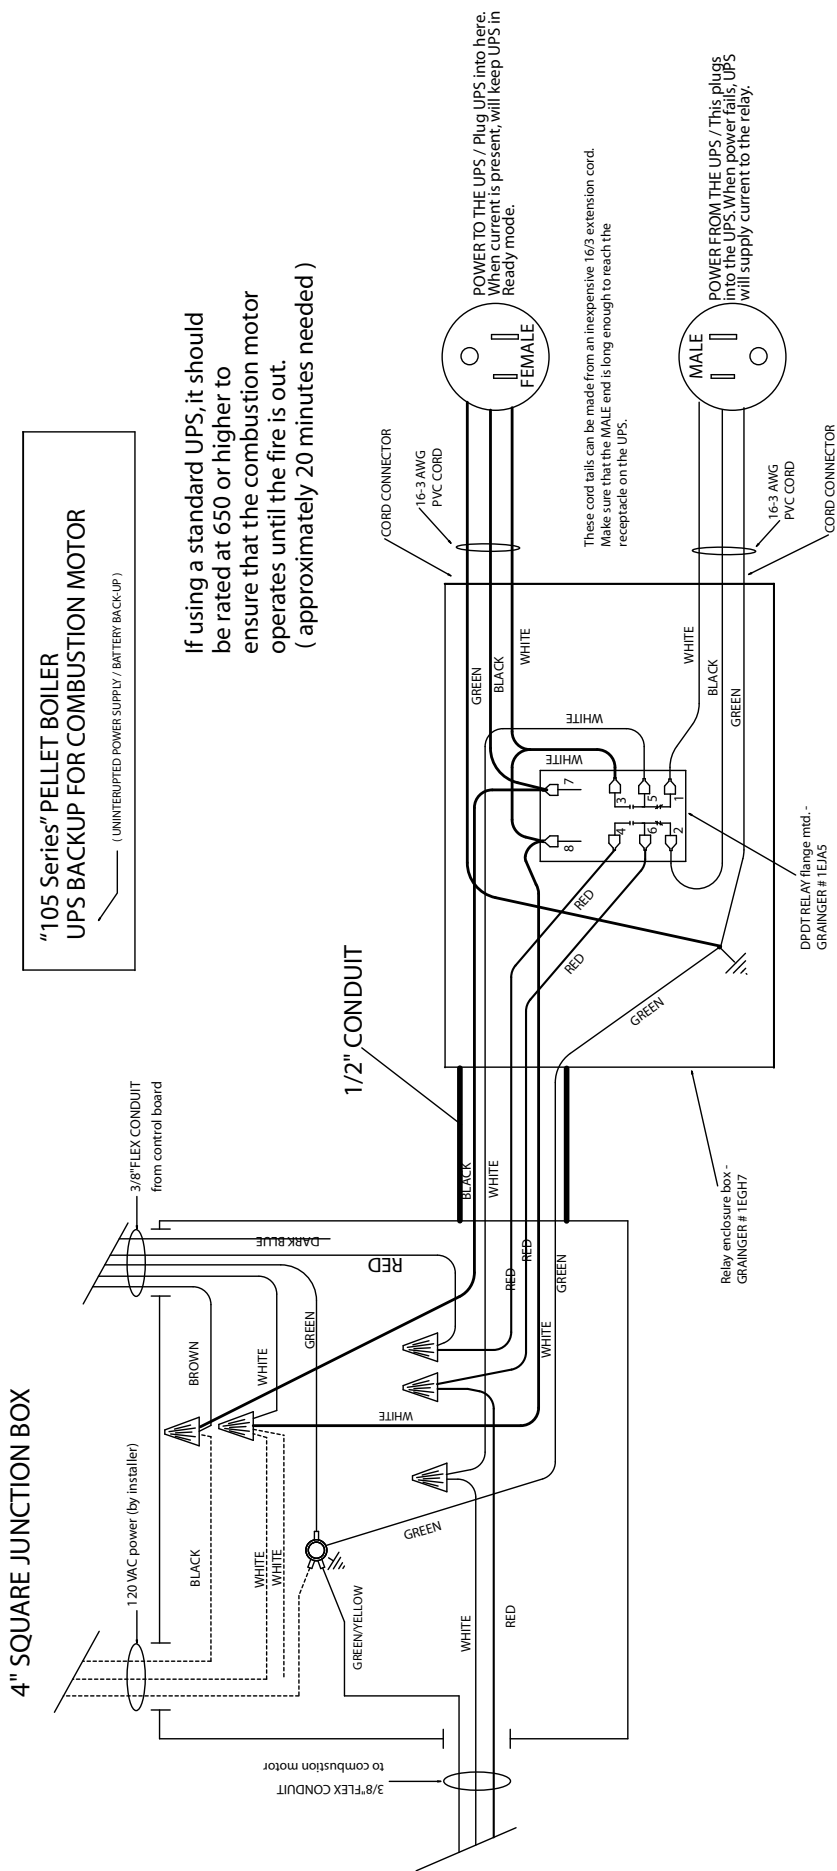 "105 Series" PELLET BOILER
UPS BACKUP FOR COMBUSTION MOTOR
( UNINTERUPTED POWER SUPPLY / BATTERY BACK-UP )
4" SQUARE JUNCTION BOX
120 VAC power (by installer)
3/8"FLEX CONDUIT
from control board
If using a standard UPS, it should
be rated at 650 or higher to
ensure that the combustion motor
operates until the fire is out.
( approximately 20 minutes needed )
BLACK
WHITE
WHITE
BROWN
WHITE
GREEN
DARK BLUE
RED
GREEN/YELLOW
GREEN
WHITE
WHITE
RED
WHITE
RED
RED
GREEN
BLACK
WHITE
3/8"FLEX CONDUIT
to combustion motor
1/2" CONDUIT
CORD CONNECTOR
16-3 AWG
PVC CORD
GREEN
BLACK
WHITE
WHITE
WHITE
RED
RED
GREEN
7
8
3
5
1
4
6
2
WHITE
BLACK
GREEN
FEMALE
POWER TO THE UPS / Plug UPS into here.
When current is present, will keep UPS in
Ready mode.
These cord tails can be made from an inexpensive 16/3 extension cord.
Make sure that the MALE end is long enough to reach the
receptacle on the UPS.
MALE
POWER FROM THE UPS / This plugs
into the UPS. When power fails, UPS
will supply current to the relay.
16-3 AWG
PVC CORD
CORD CONNECTOR
Relay enclosure box -
GRAINGER # 1EGH7
DPDT RELAY flange mtd. -
GRAINGER # 1EJA5